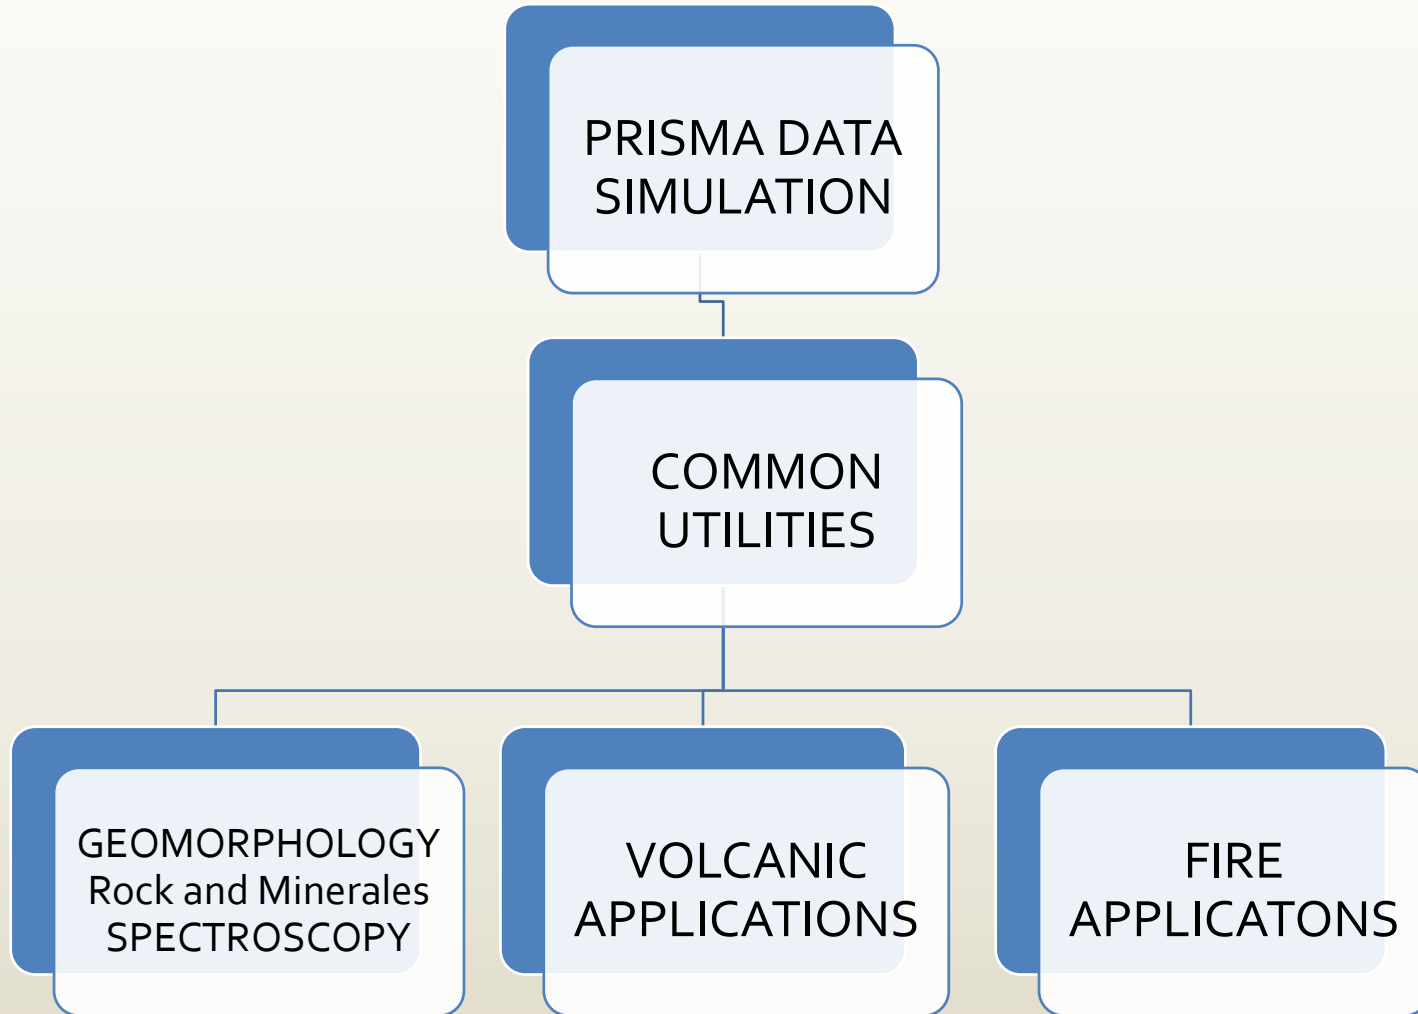 PRISMA DATA
SIMULATION
COMMON
UTILITIES
GEOMORPHOLOGY
Rock and Minerales
SPECTROSCOPY
VOLCANIC
APPLICATIONS
FIRE
APPLICATONS